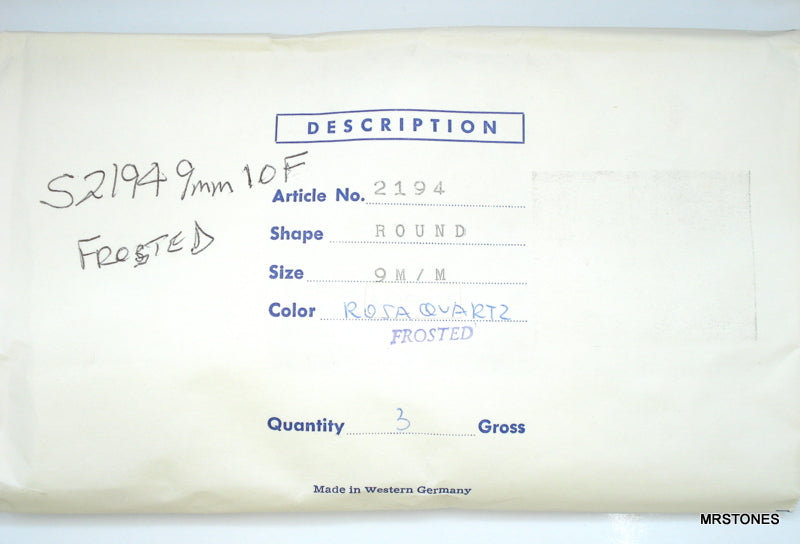 DESCRIPTION
S2194 9mm 10F
FROSTED
Article No. 2194
Shape ROUND
Size 9M/M
Color ROSA QUARTZ
FROSTED
Quantity 3 Gross
Made in Western Germany
MRSTONES